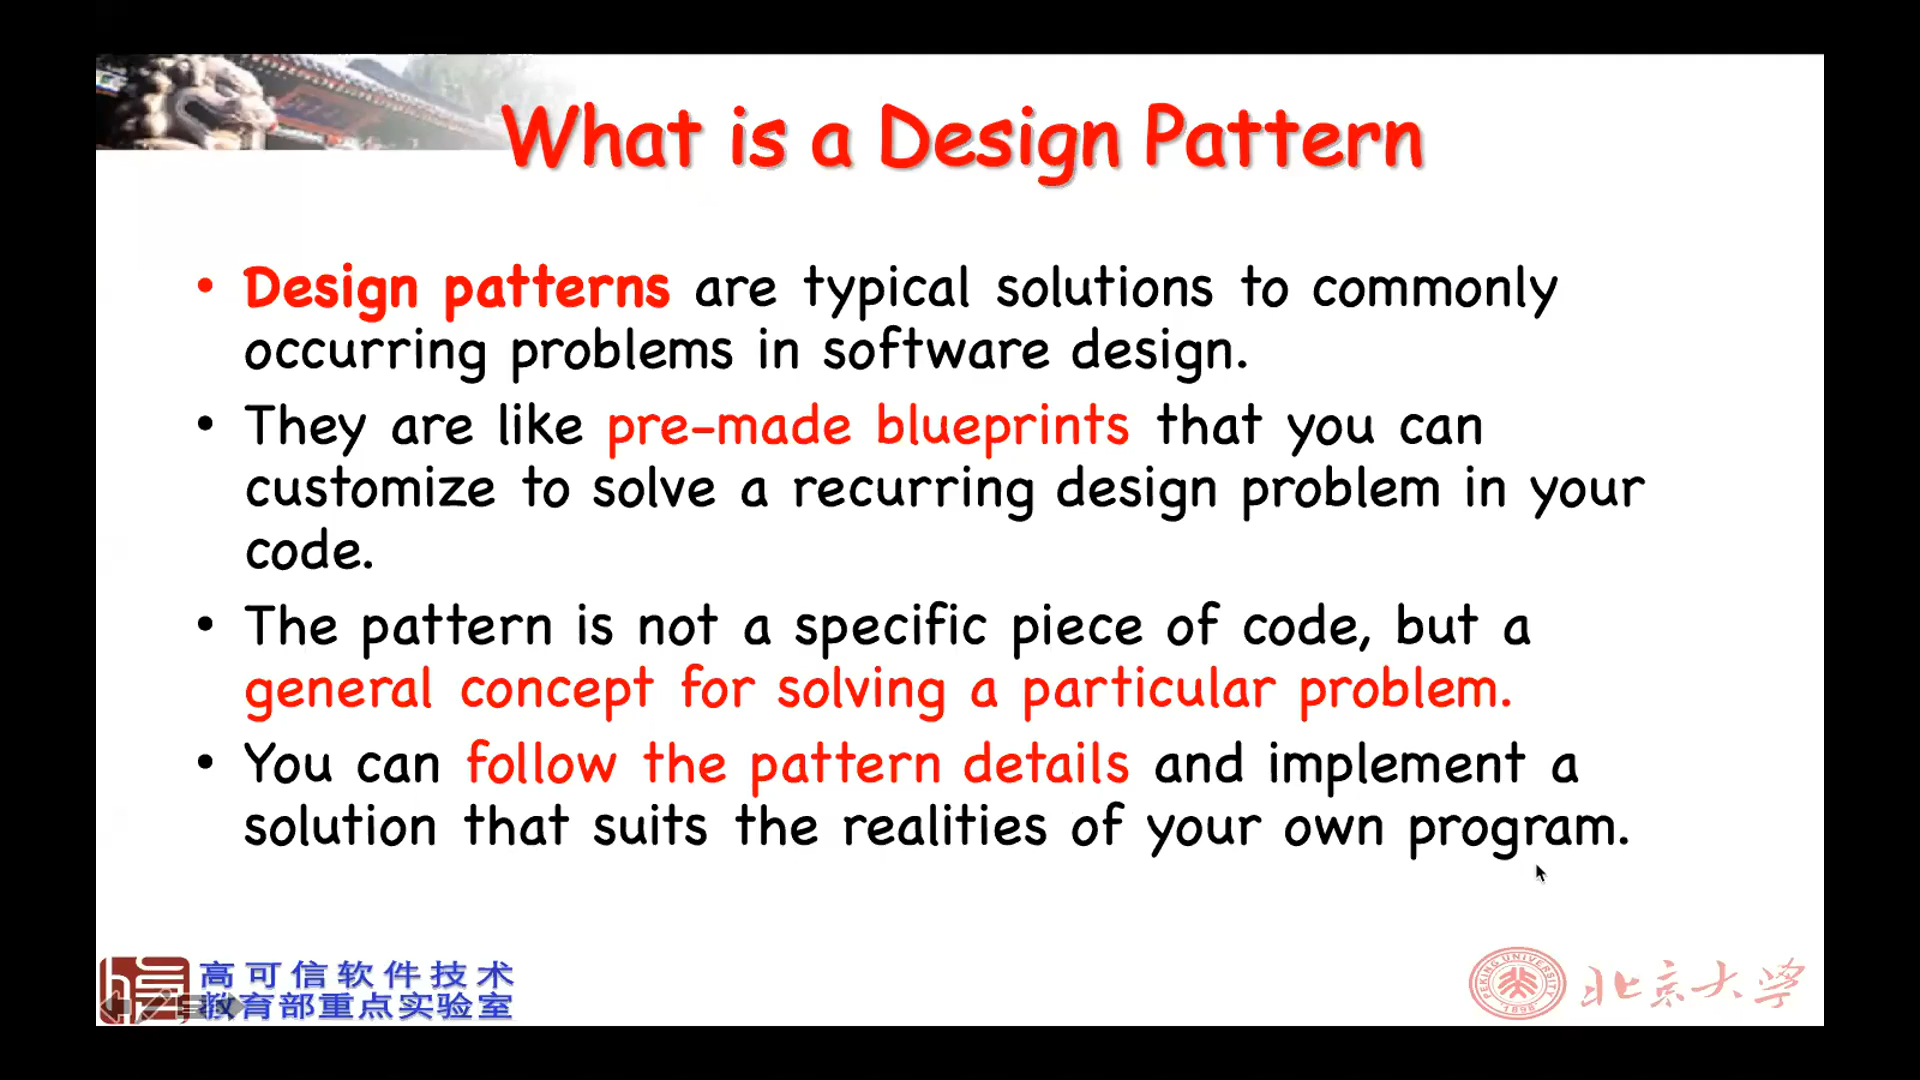 What is a Design Pattern
• Design patterns are typical solutions to commonly
occurring problems in software design.
• They are like pre-made blueprints that you can
customize to solve a recurring design problem in your
code.
• The pattern is not a specific piece of code, but a
general concept for solving a particular problem.
• You can follow the pattern details and implement a
solution that suits the realities of your own program.
高可信软件技术
教育部重点实验室
PEKING UNIVERSITY
1898
北京大学